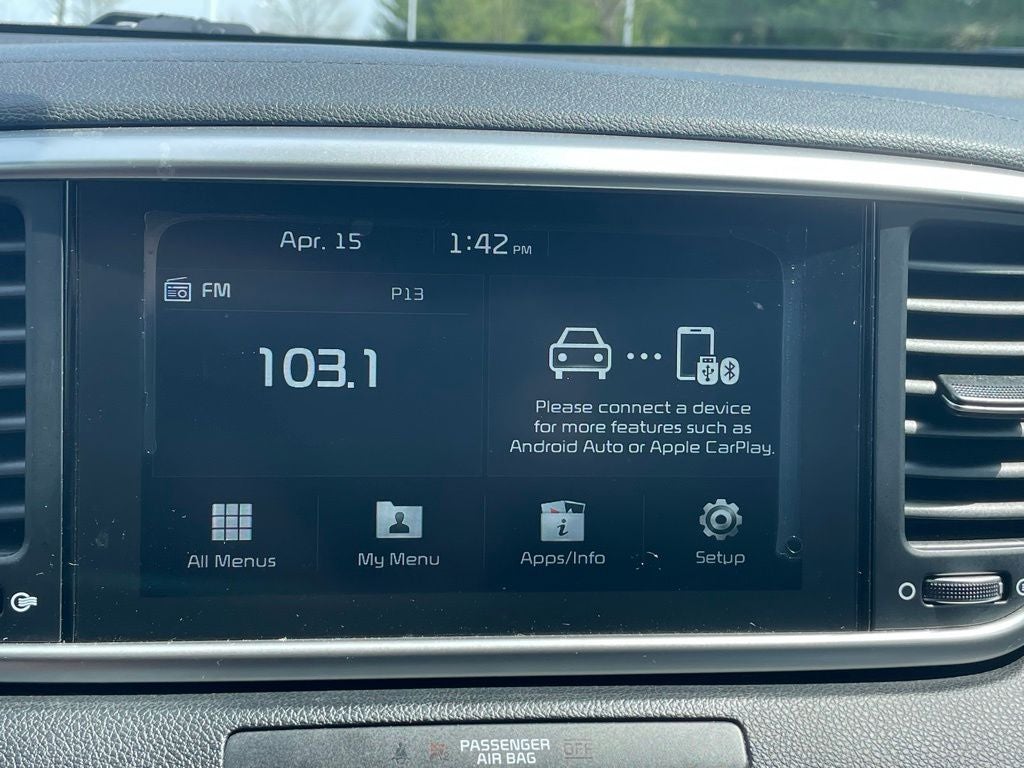 Apr. 15 1:42 PM
FM P13
103.1
Please connect a device
for more features such as
Android Auto or Apple CarPlay.
All Menus My Menu Apps/Info Setup
PASSENGER OFF
AIR BAG